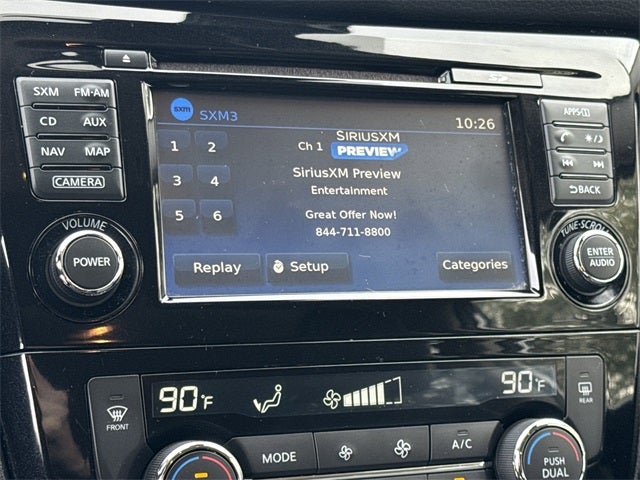 SXM FM·AM
CD AUX
NAV MAP
CAMERA
VOLUME
POWER
sxm SXM3 10:26
1 2
3 4
5 6
Ch 1 SIRIUSXM
PREVIEW
SiriusXM Preview
Entertainment
Great Offer Now!
844-711-8800
Replay Setup Categories
APPS
BACK
TUNE·SCROLL
ENTER
AUDIO
FRONT
90°F
90°F
REAR
MODE
A/C
PUSH
DUAL